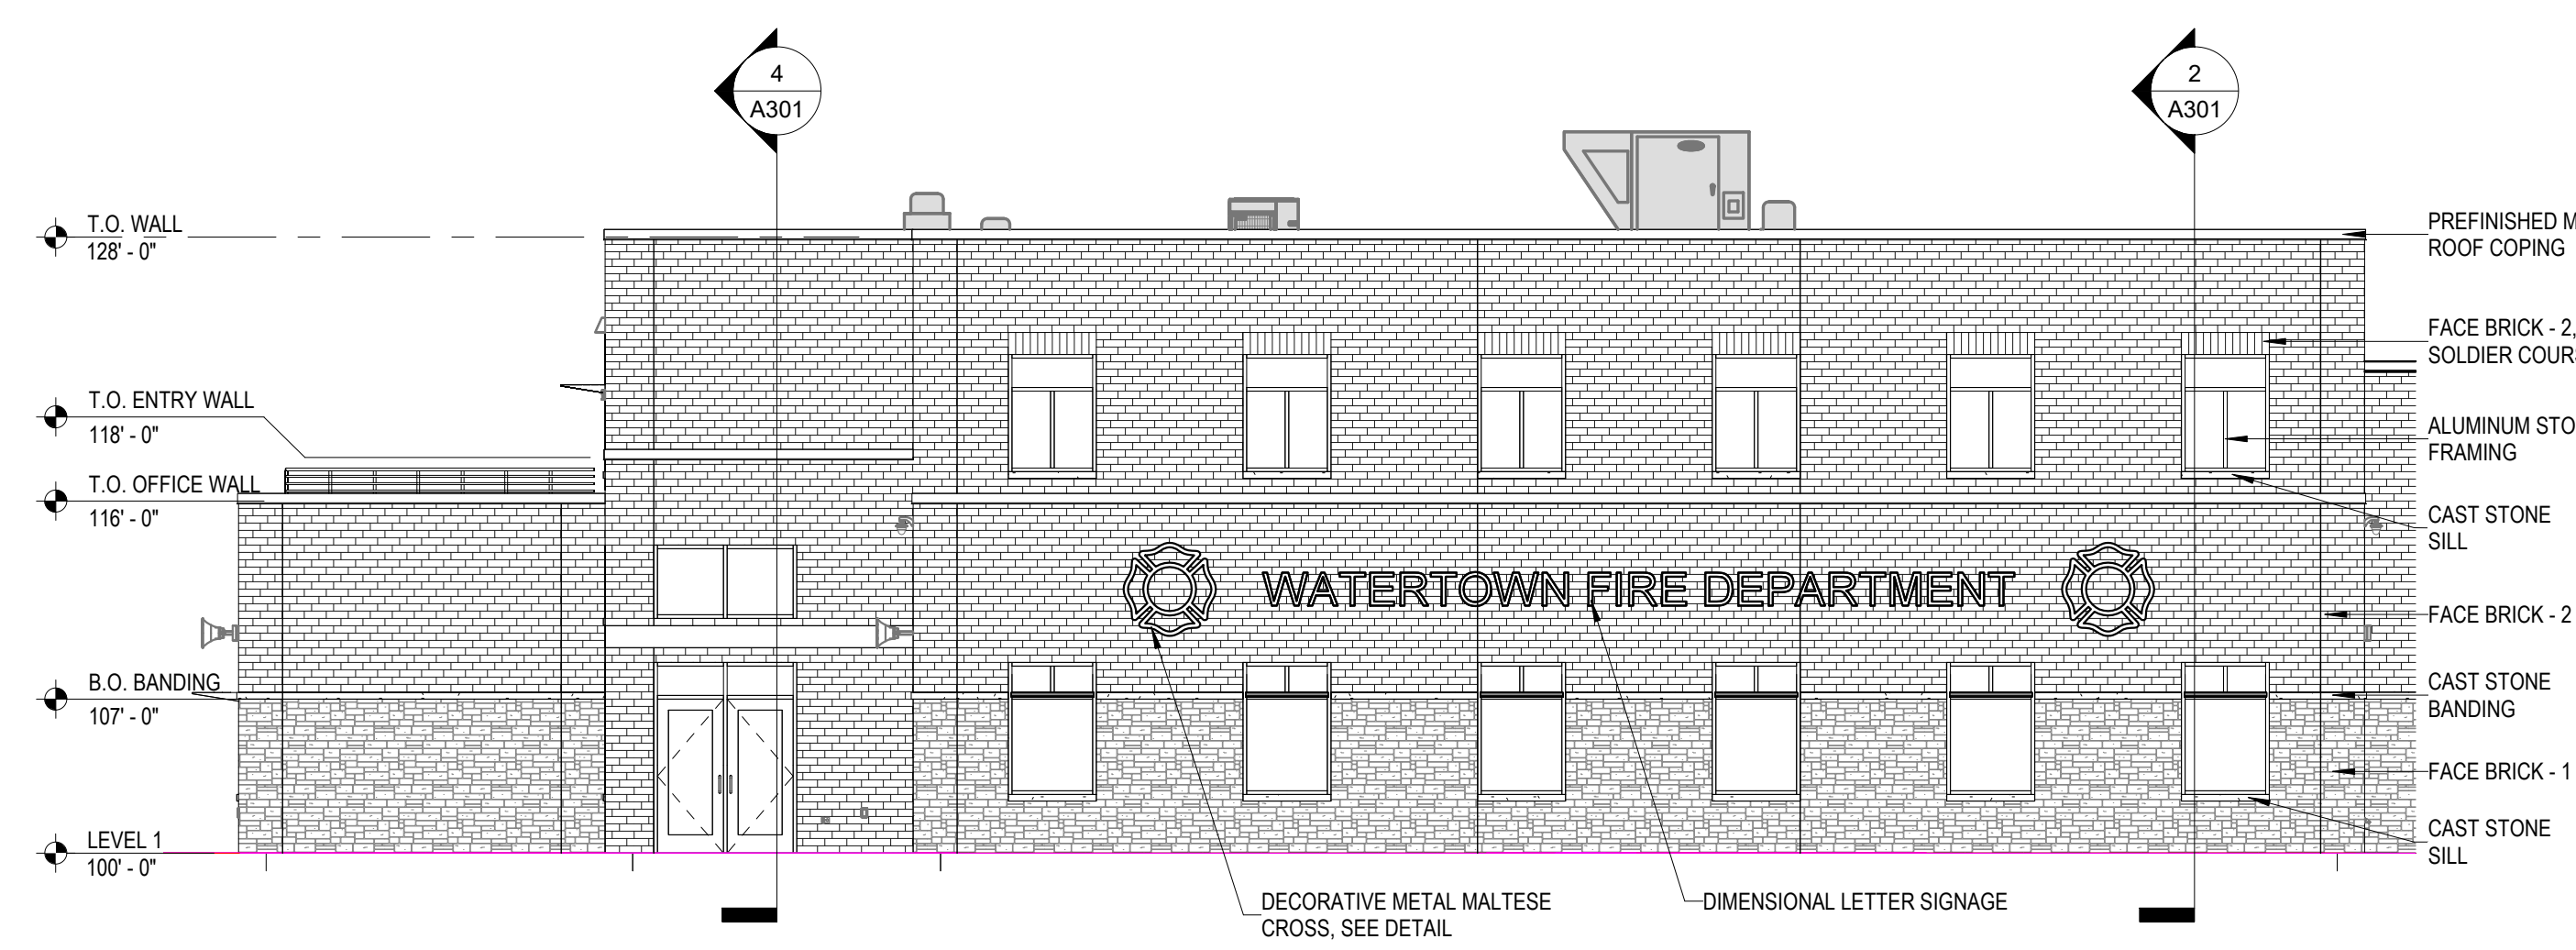 4
A301
2
A301
T.O. WALL
128' - 0"
T.O. ENTRY WALL
118' - 0"
T.O. OFFICE WALL
116' - 0"
B.O. BANDING
107' - 0"
LEVEL 1
100' - 0"
WATERTOWN FIRE DEPARTMENT
DECORATIVE METAL MALTESE
CROSS, SEE DETAIL
DIMENSIONAL LETTER SIGNAGE
PREFINISHED
ROOF COPING
FACE BRICK - 2,
SOLDIER
ALUMINUM
FRAMING
CAST STONE
SILL
FACE BRICK - 2
CAST STONE
BANDING
FACE BRICK - 1
CAST STONE
SILL